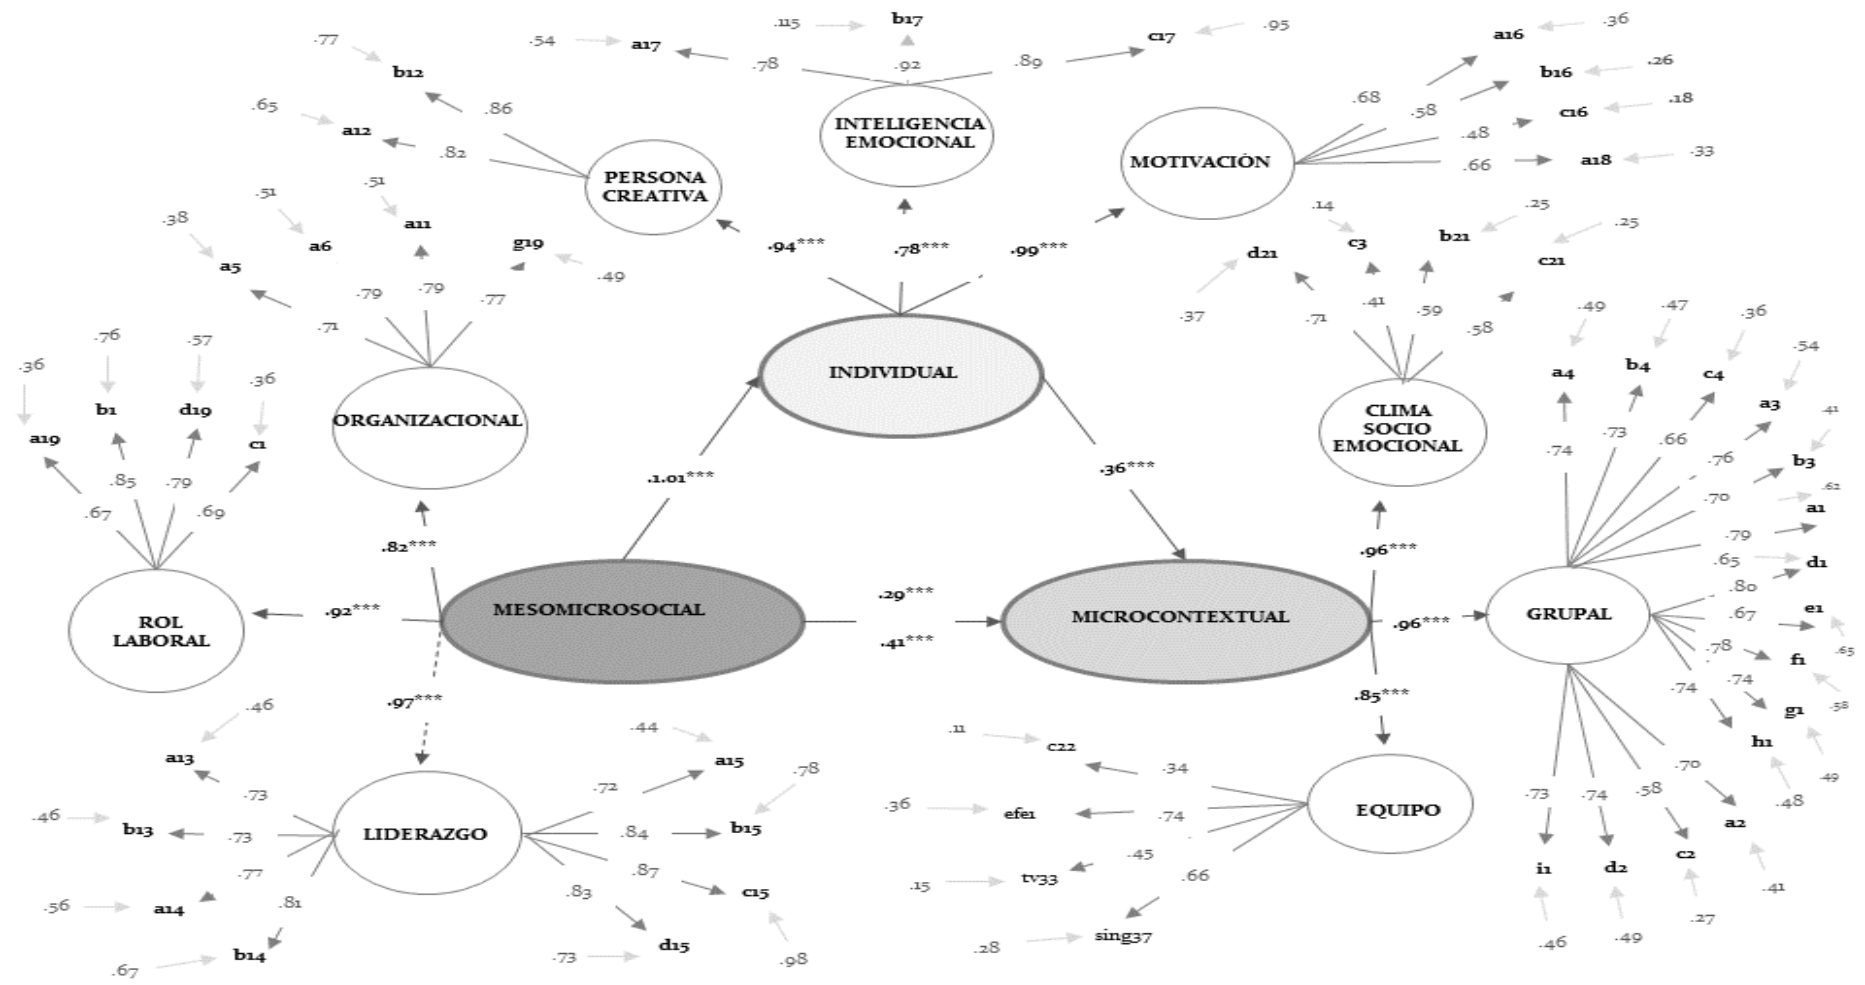 .115
b17
c17
.95
a16
.36
.77
.54
a17
.78
.92
.89
b16
.26
b12
.86
.68
.58
c16
.18
.65
a12
.82
INTELIGENCIA
EMOCIONAL
.48
.66
a18
.33
PERSONA
CREATIVA
MOTIVACIÓN
.51
.51
.38
a6
a11
g19
a5
.49
.94***
.78***
.99***
.14
.25
.25
d21
c3
b21
c21
.79
.79
.77
.71
.37
.71
.41
.59
.58
.49
.47
.36
.54
.36
.76
.57
.36
a19
b1
d19
c1
INDIVIDUAL
ORGANIZACIONAL
CLIMA
SOCIO
EMOCIONAL
a4
b4
c4
a3
.41
b3
.74
.73
.66
.76
.70
.62
a1
.67
.85
.79
.69
.1.01***
.36***
.82***
.96***
.79
.65
d1
.80
.67
e1
.65
.78
f1
.74
.74
g1
.58
h1
.49
.48
ROL
LABORAL
.92***
MESOMICROSOCIAL
.29***
.41***
MICROCONTEXTUAL
.96***
GRUPAL
.97***
.85***
.46
a13
.73
.46
b13
.73
.77
.56
a14
.81
.67
b14
LIDERAZGO
.44
a15
.72
.78
.84
b15
.87
c15
.83
d15
.73
.98
.11
c22
.34
.36
efe1
.74
.45
.15
tv33
.66
.28
sing37
EQUIPO
.73
.74
.58
.70
a2
i1
d2
c2
.41
.46
.49
.27